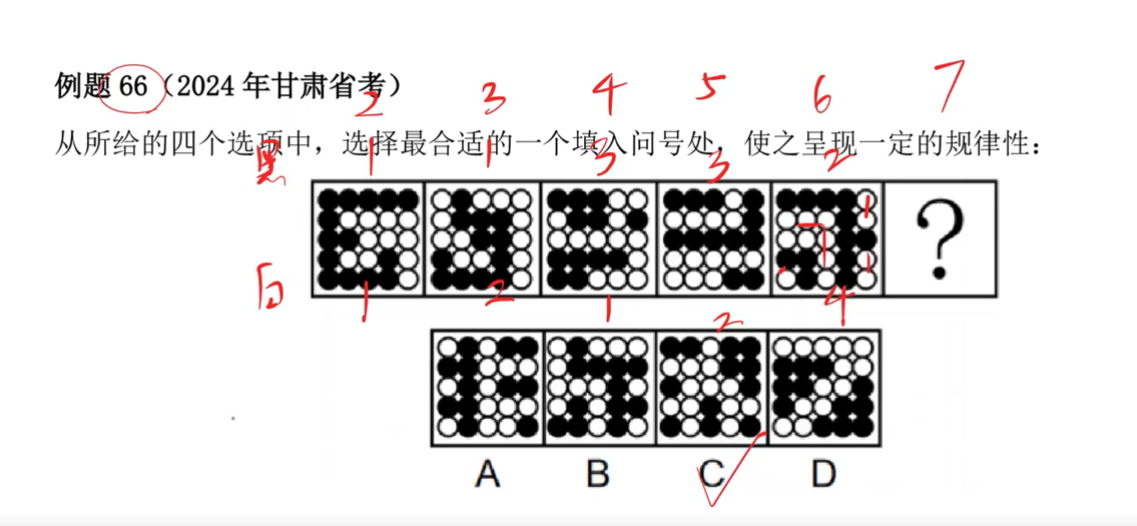 例题 66（2024 年甘肃省考）
2 3 4 5 6 7
从所给的四个选项中，选择最合适的一个填入问号处，使之呈现一定的规律性：
黑 1 1 3 3 2
?
1 1
白 1 2 1 2 4
A B C D